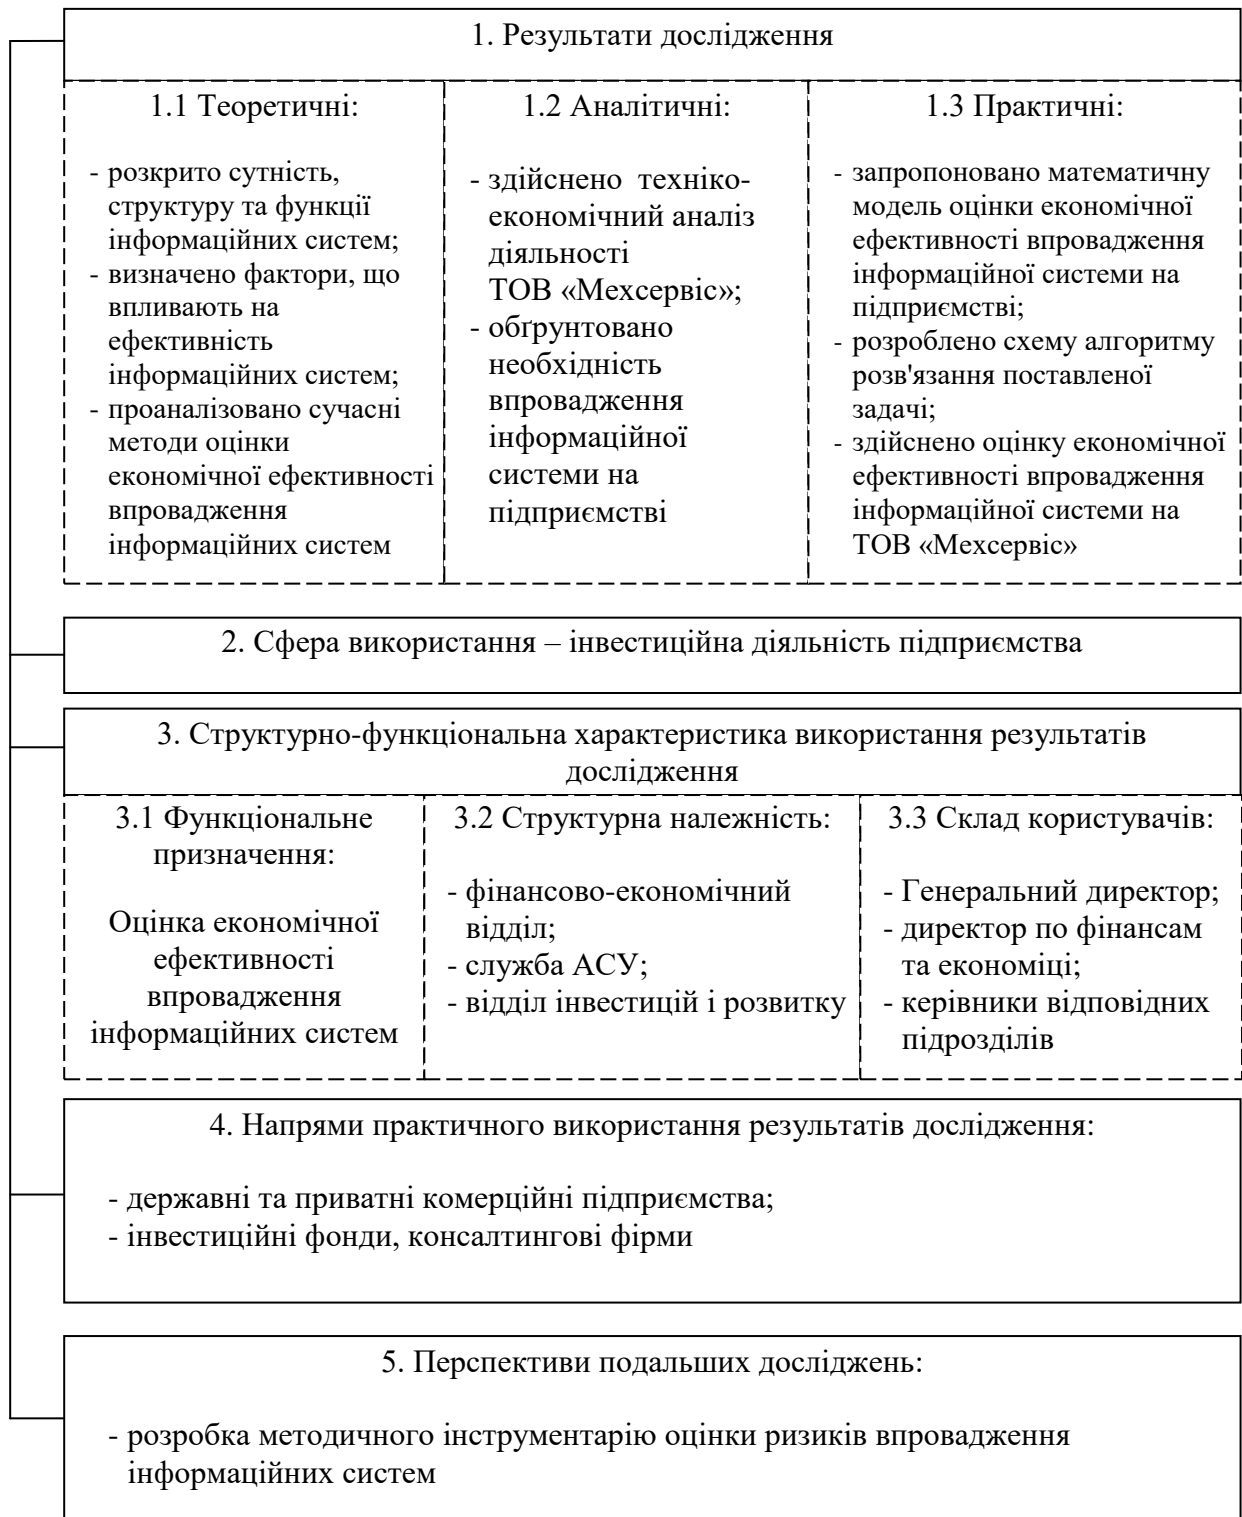 1. Результати дослідження
1.1 Теоретичні:
- розкрито сутність,
структуру та функції
інформаційних систем;
- визначено фактори, що
впливають на
ефективність
інформаційних систем;
- проаналізовано сучасні
методи оцінки
економічної ефективності
впровадження
інформаційних систем
1.2 Аналітичні:
- здійснено техніко-
економічний аналіз
діяльності
ТОВ «Мехсервіс»;
- обґрунтовано
необхідність
впровадження
інформаційної
системи на
підприємстві
1.3 Практичні:
- запропоновано математичну
модель оцінки економічної
ефективності впровадження
інформаційної системи на
підприємстві;
- розроблено схему алгоритму
розв'язання поставленої
задачі;
- здійснено оцінку економічної
ефективності впровадження
інформаційної системи на
ТОВ «Мехсервіс»
2. Сфера використання – інвестиційна діяльність підприємства
3. Структурно-функціональна характеристика використання результатів
дослідження
3.1 Функціональне
призначення:
Оцінка економічної
ефективності
впровадження
інформаційних систем
3.2 Структурна належність:
- фінансово-економічний
відділ;
- служба АСУ;
- відділ інвестицій і розвитку
3.3 Склад користувачів:
- Генеральний директор;
- директор по фінансам
та економіці;
- керівники відповідних
підрозділів
4. Напрями практичного використання результатів дослідження:
- державні та приватні комерційні підприємства;
- інвестиційні фонди, консалтингові фірми
5. Перспективи подальших досліджень:
- розробка методичного інструментарію оцінки ризиків впровадження
інформаційних систем